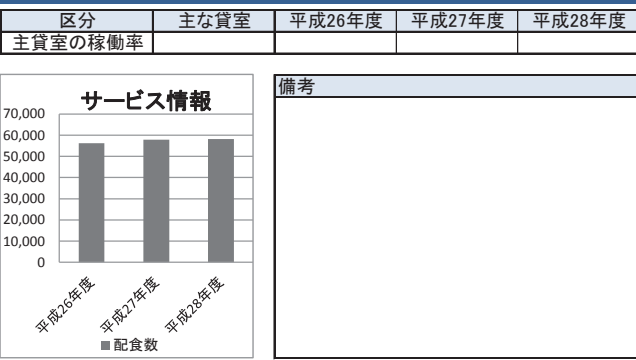 区分 主な貸室 平成26年度 平成27年度 平成28年度
主貸室の稼働率
サービス情報
70,000
60,000
50,000
40,000
30,000
20,000
10,000
0
平成26年度
平成27年度
平成28年度
■配食数
備考